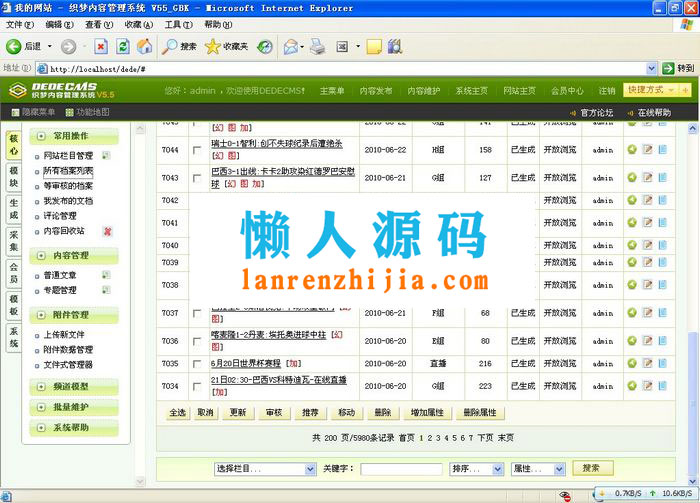 我的网站 - 织梦内容管理系统 V55_GBK - Microsoft Internet Explorer
文件(F) 编辑(E) 查看(V) 收藏(A) 工具(T) 帮助(H)
后退 搜索 收藏夹
地址(D) http://localhost/dede/# 转到
DEDECMS 织梦内容管理系统 V5.5
您好: admin , 欢迎使用DEDECMS! 主菜单 内容发布 内容维护 系统主页 网站主页 会员中心 注销 快捷方式
隐藏菜单 功能地图 官方论坛 在线帮助
核心
模块
生成
采集
会员
模板
系统
常用操作
网站栏目管理
所有档案列表
等审核的档案
我发布的文档
评论管理
内容回收站
内容管理
普通文章
专题管理
附件管理
上传新文件
附件数据管理
文件式管理器
频道模型
批量维护
系统帮助
[幻 图 加]
7044 瑞士0-1智利:包不失球纪录后遭绝杀 [幻 图 加] 2010-06-22 H组 158 已生成 开放浏览 admin
7043 巴西3-1出线:卡卡2助攻染红德罗巴安慰球 [幻 图 加] 2010-06-21 G组 127 已生成 开放浏览 admin
7042 开放浏览 admin
7041 开放浏览 admin
7040 开放浏览 admin
7039 开放浏览 admin
7038 开放浏览 admin
懒人源码
lanrenzhijia.com
7037 图] 2010-06-21 F组 68 已生成 开放浏览 admin
7036 喀麦隆1-2丹麦:埃托奥进球中柱 [幻 图] 2010-06-20 E组 80 已生成 开放浏览 admin
7035 6月20日世界杯赛程 [加] 2010-06-20 直播 216 已生成 开放浏览 admin
7034 21日02:30-巴西VS科特迪瓦-在线直播 [加] 2010-06-20 G组 223 已生成 开放浏览 admin
全选 取消 更新 审核 推荐 移动 删除 增加属性 删除属性
共 200 页/5980条记录 首页 1 2 3 4 5 6 7 下页 末页
选择栏目... 关键字: 排序... 属性... 搜索
0.7KB/S 10.6KB/S